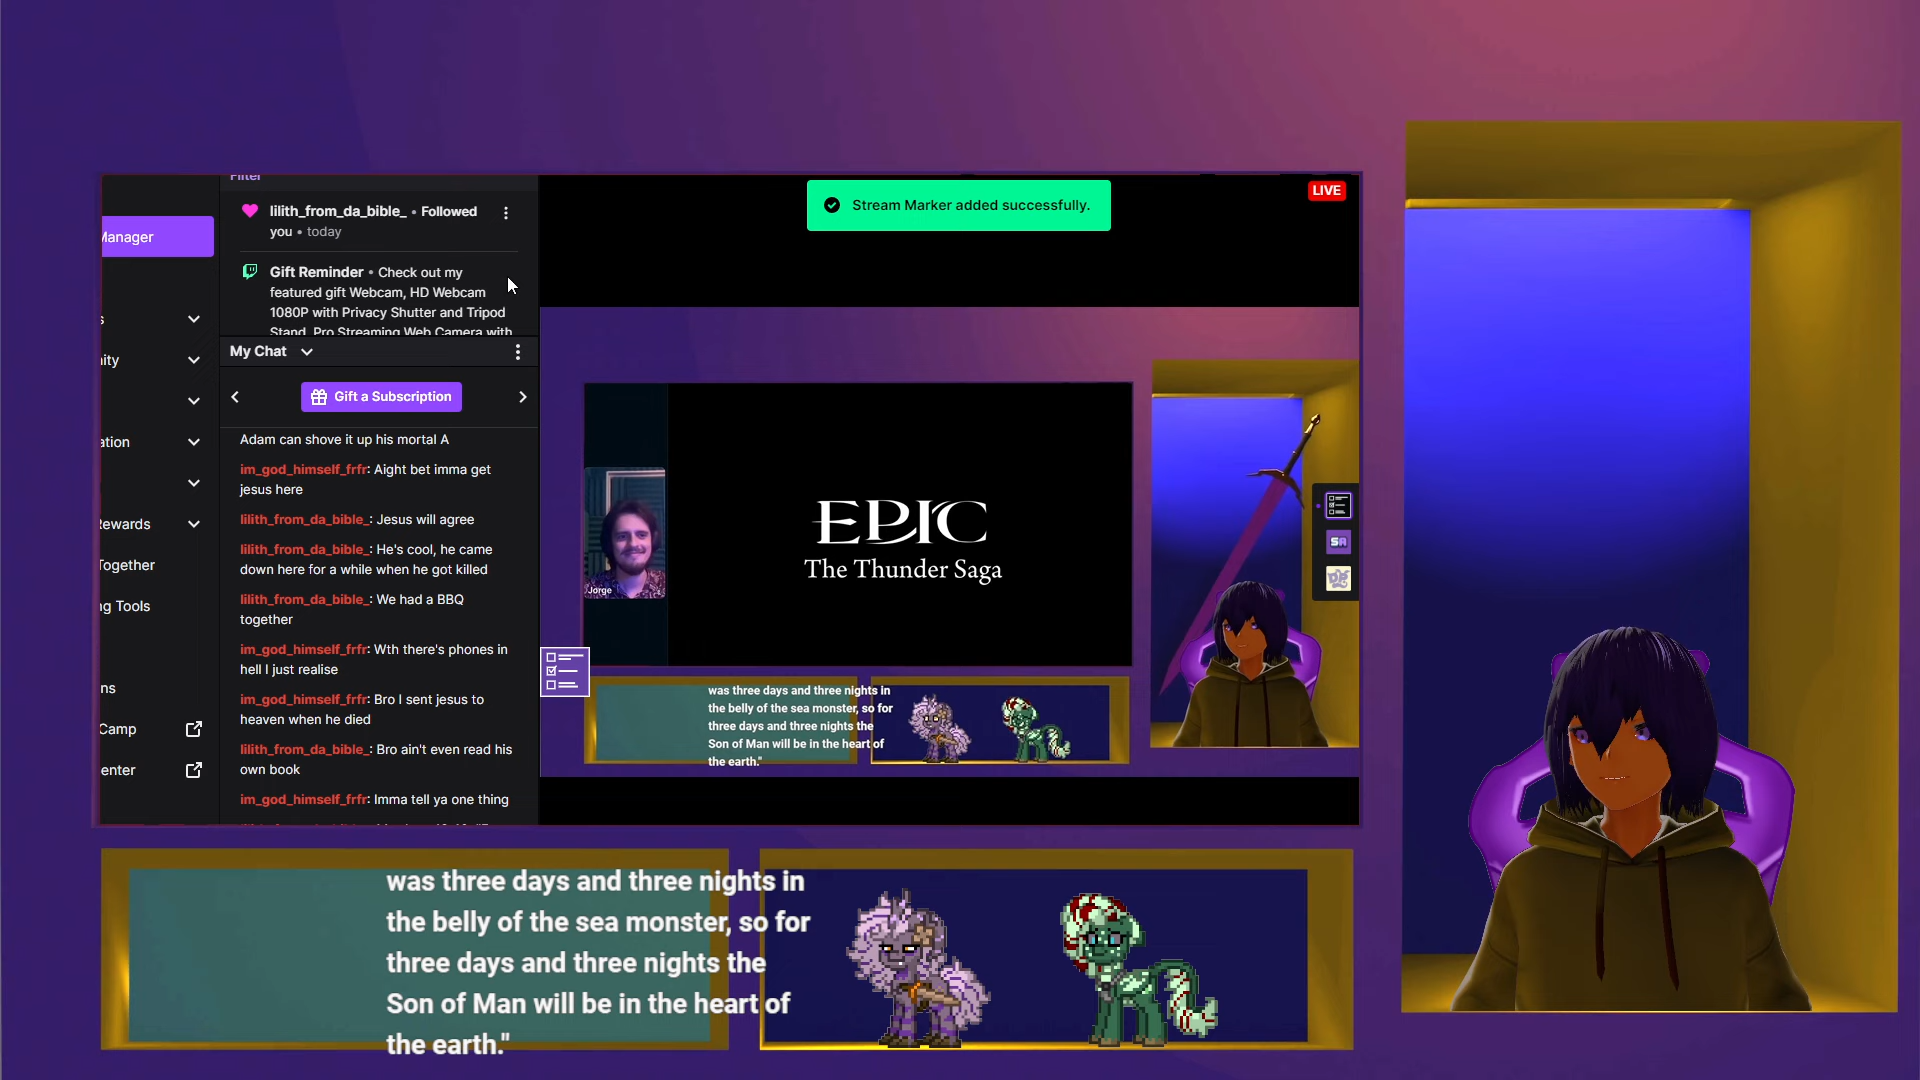 Filter
lilith_from_da_bible_ • Followed
you • today
Gift Reminder • Check out my
featured gift Webcam, HD Webcam
1080P with Privacy Shutter and Tripod
Stand, Pro Streaming Web Camera with
My Chat
Gift a Subscription
Adam can shove it up his mortal A
im_god_himself_frfr: Aight bet imma get
jesus here
lilith_from_da_bible_: Jesus will agree
lilith_from_da_bible_: He's cool, he came
down here for a while when he got killed
lilith_from_da_bible_: We had a BBQ
together
im_god_himself_frfr: Wth there's phones in
hell I just realise
im_god_himself_frfr: Bro I sent jesus to
heaven when he died
lilith_from_da_bible_: Bro ain't even read his
own book
im_god_himself_frfr: Imma tell ya one thing
Manager
s
ity
ation
Rewards
Together
ng Tools
ns
Camp
enter
Stream Marker added successfully.
LIVE
EPIC
The Thunder Saga
Jorge
SA
was three days and three nights in
the belly of the sea monster, so for
three days and three nights the
Son of Man will be in the heart of
the earth."
was three days and three nights in
the belly of the sea monster, so for
three days and three nights the
Son of Man will be in the heart of
the earth."